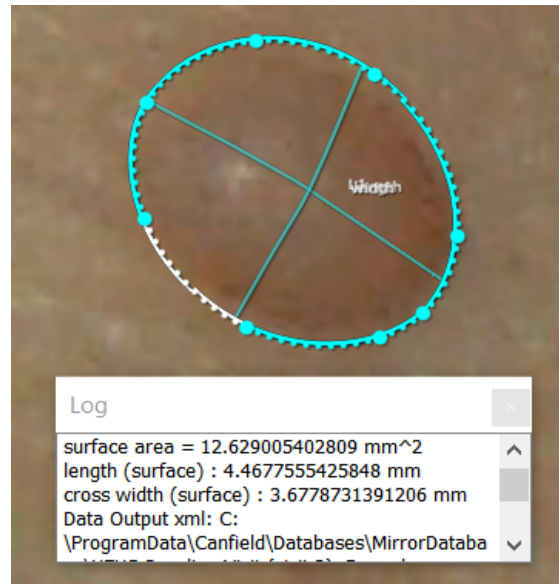 width
Log
surface area = 12.629005402809 mm^2
length (surface) : 4.4677555425848 mm
cross width (surface) : 3.6778731391206 mm
Data Output xml: C:
\ProgramData\Canfield\Databases\MirrorDataba